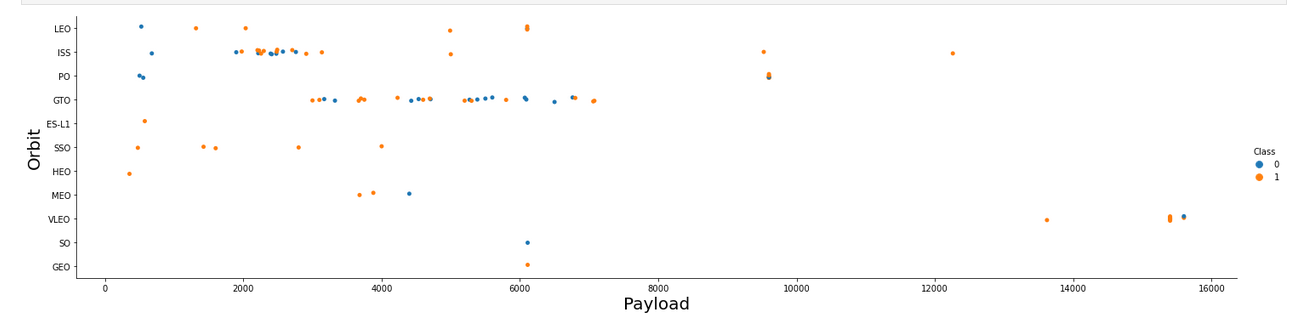 LEO
ISS
PO
GTO
ES-L1
SSO
HEO
MEO
VLEO
SO
GEO
Orbit
0 2000 4000 6000 8000 10000 12000 14000 16000
Payload
Class
0
1